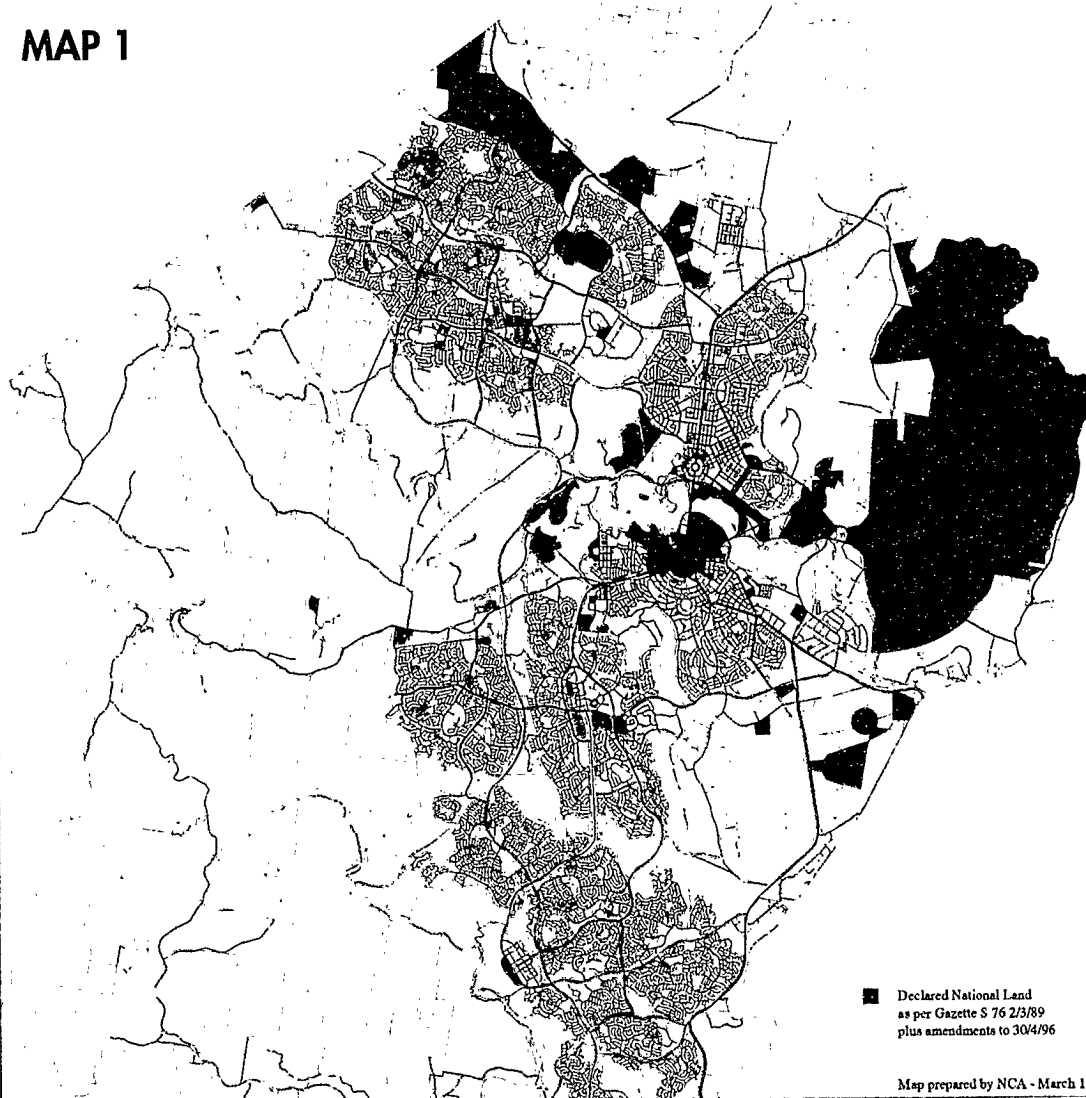 MAP 1
Declared National Land
as per Gazette S 76 2/3/89
plus amendments to 30/4/96
Map prepared by NCA - March 1